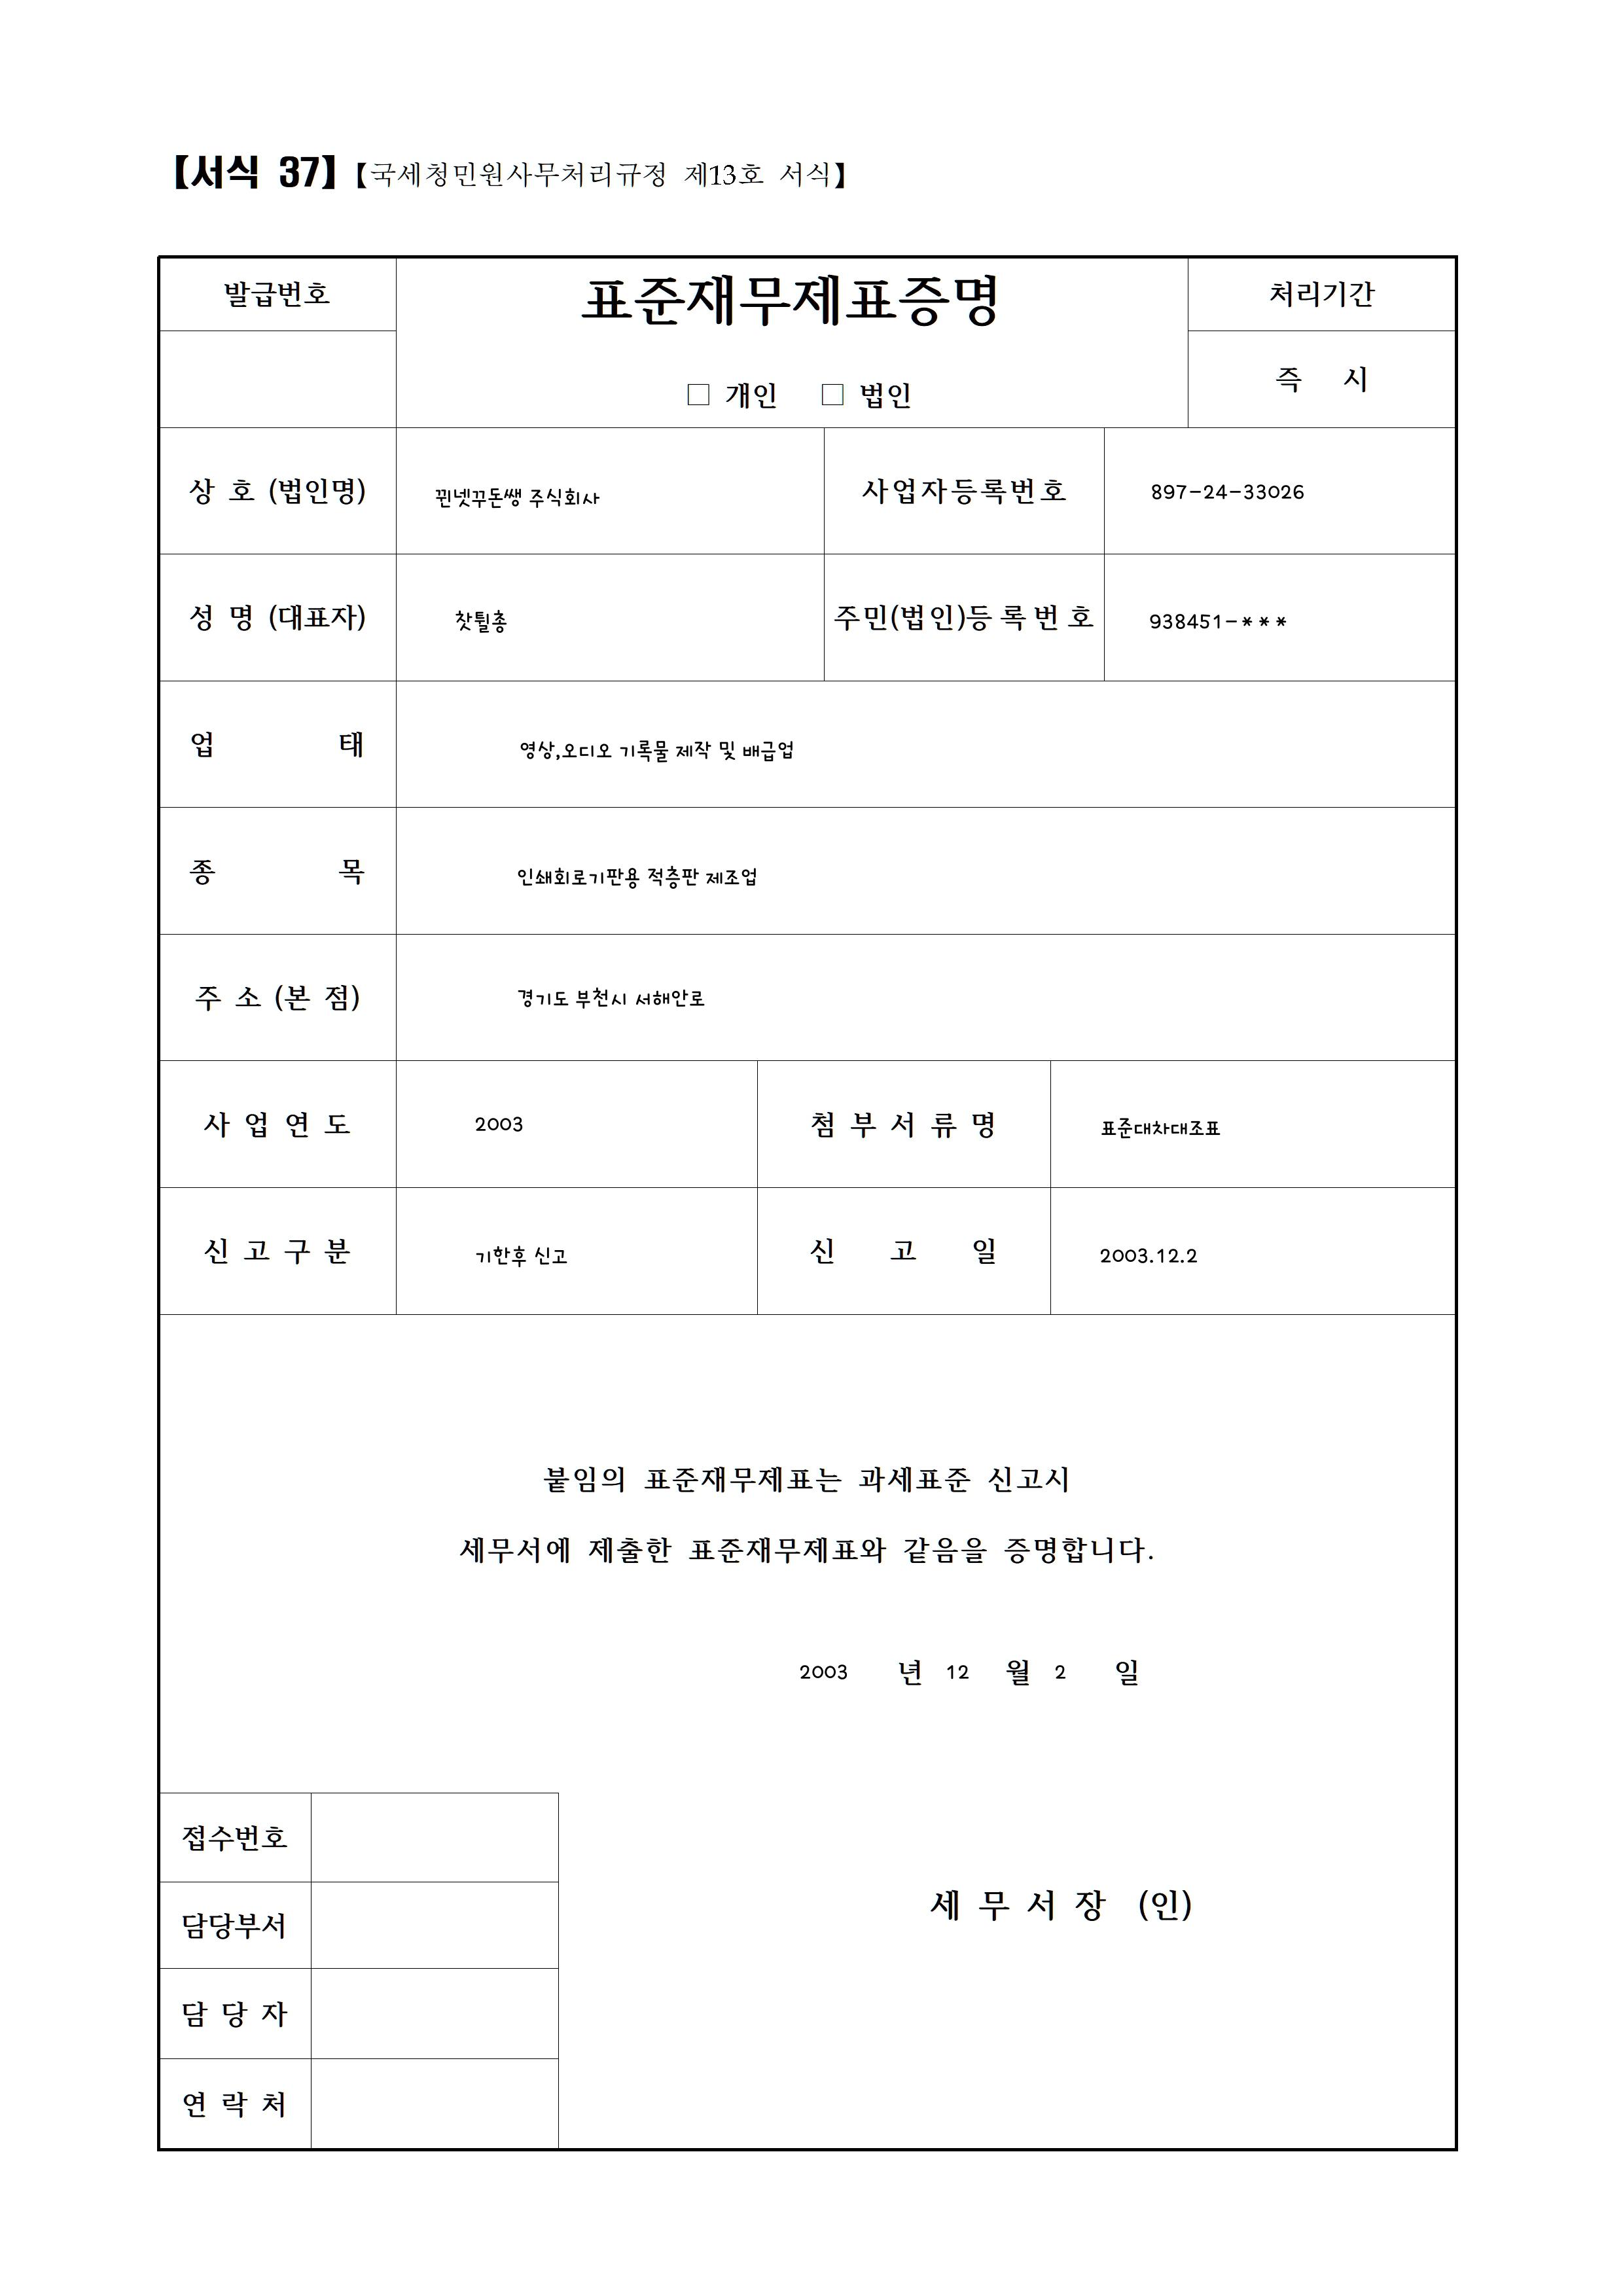 【서식 37】【국세청민원사무처리규정 제13호 서식】
발급번호
표준재무제표증명
처리기간
즉 시
□ 개인 □ 법인
상 호 (법인명) 뀐넷꾸돈쌩 주식회사 사업자등록번호 897-24-33026
성 명 (대표자) 찻튈총 주민(법인)등록번호 938451-***
업 태 영상,오디오 기록물 제작 및 배급업
종 목 인쇄회로기판용 적층판 제조업
주 소 (본 점) 경기도 부천시 서해안로
사 업 연 도 2003 첨 부 서 류 명 표준대차대조표
신 고 구 분 기한후 신고 신 고 일 2003.12.2
붙임의 표준재무제표는 과세표준 신고시
세무서에 제출한 표준재무제표와 같음을 증명합니다.
2003 년 12 월 2 일
접수번호
담당부서
세 무 서 장 (인)
담 당 자
연 락 처